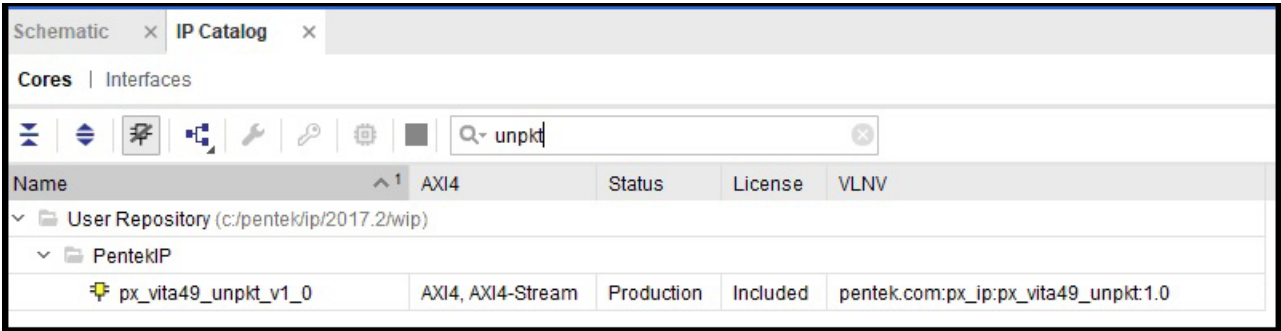 Schematic × IP Catalog ×
Cores | Interfaces
unpkt
Name 1 AXI4 Status License VLNV
User Repository (c:/pentek/ip/2017.2/wip)
PentekIP
px_vita49_unpkt_v1_0 AXI4, AXI4-Stream Production Included pentek.com:px_ip:px_vita49_unpkt:1.0